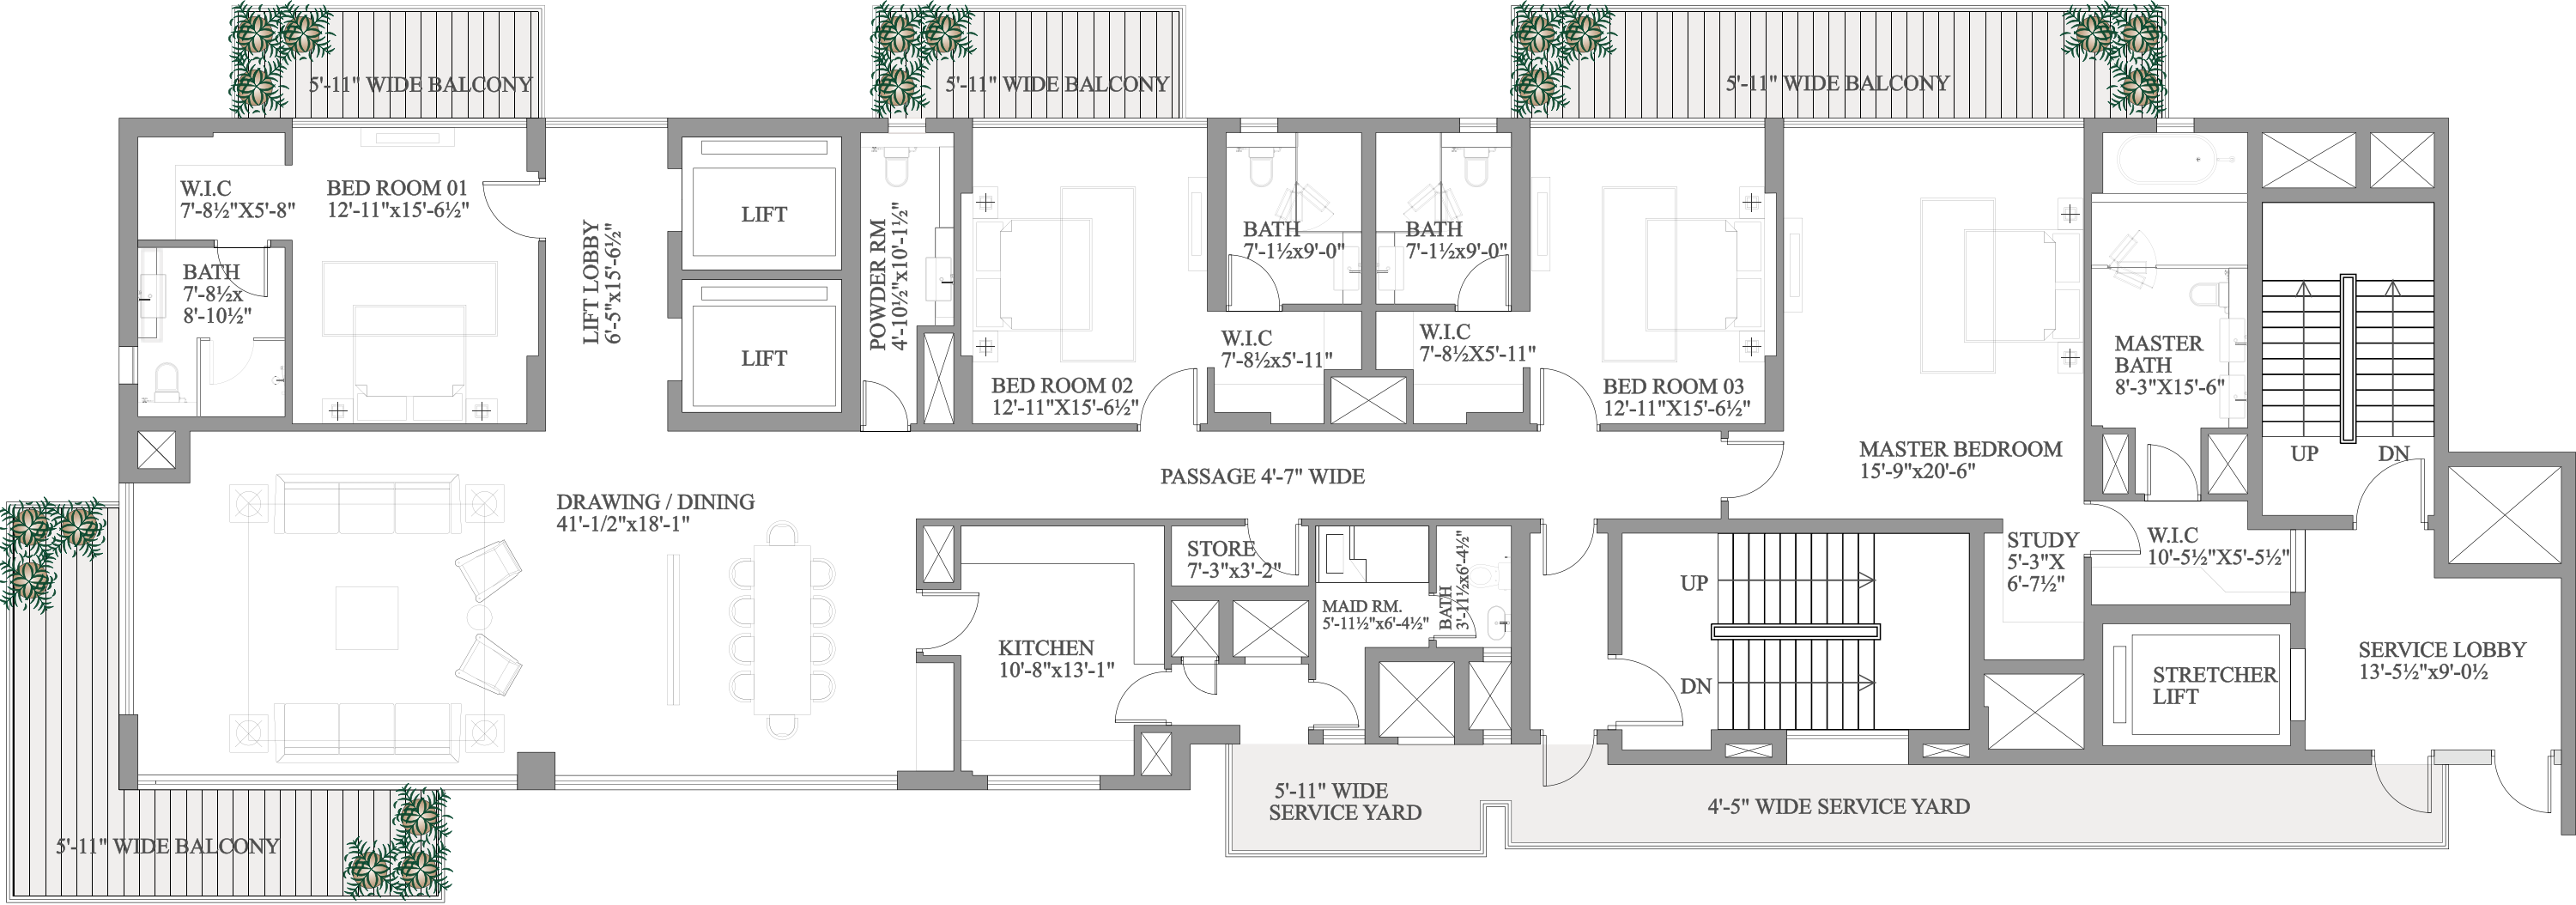 5'-11" WIDE BALCONY
5'-11" WIDE BALCONY
5'-11" WIDE BALCONY
W.I.C
7'-8½"X5'-8"
BED ROOM 01
12'-11"x15'-6½"
BATH
7'-8½x
8'-10½"
LIFT LOBBY
6'-5"x15'-6½"
LIFT
LIFT
POWDER RM
4'-10½"x10'-1½"
BED ROOM 02
12'-11"X15'-6½"
BATH
7'-1½x9'-0"
W.I.C
7'-8½x5'-11"
BATH
7'-1½x9'-0"
W.I.C
7'-8½X5'-11"
BED ROOM 03
12'-11"X15'-6½"
MASTER BEDROOM
15'-9"x20'-6"
MASTER
BATH
8'-3"X15'-6"
UP
DN
PASSAGE 4'-7" WIDE
DRAWING / DINING
41'-1/2"x18'-1"
KITCHEN
10'-8"x13'-1"
STORE
7'-3"x3'-2"
MAID RM.
5'-11½"x6'-4½"
BATH
3'-11½x6'-4½"
UP
DN
STUDY
5'-3"X
6'-7½"
W.I.C
10'-5½"X5'-5½"
STRETCHER
LIFT
SERVICE LOBBY
13'-5½"x9'-0½
5'-11" WIDE
SERVICE YARD
4'-5" WIDE SERVICE YARD
5'-11" WIDE BALCONY